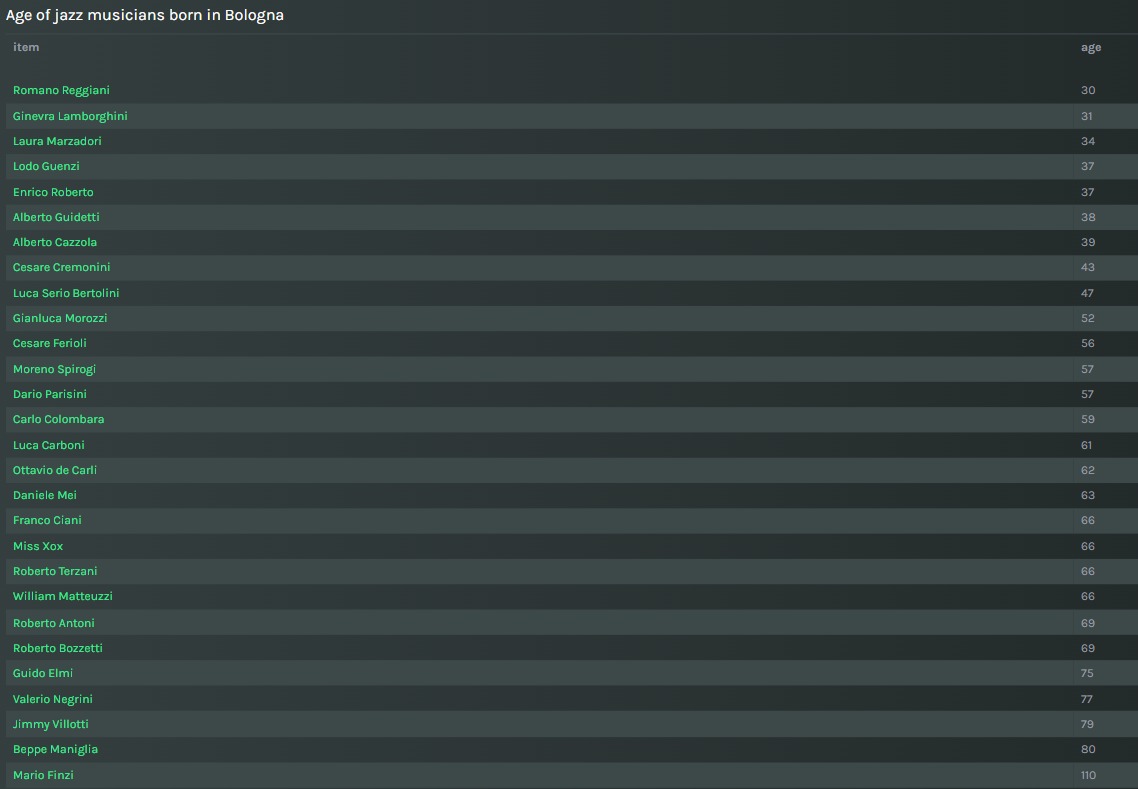 Age of jazz musicians born in Bologna
item age
Romano Reggiani 30
Ginevra Lamborghini 31
Laura Marzadori 34
Lodo Guenzi 37
Enrico Roberto 37
Alberto Guidetti 38
Alberto Cazzola 39
Cesare Cremonini 43
Luca Serio Bertolini 47
Gianluca Morozzi 52
Cesare Ferioli 56
Moreno Spirogi 57
Dario Parisini 57
Carlo Colombara 59
Luca Carboni 61
Ottavio de Carli 62
Daniele Mei 63
Franco Ciani 66
Miss Xox 66
Roberto Terzani 66
William Matteuzzi 66
Roberto Antoni 69
Roberto Bozzetti 69
Guido Elmi 75
Valerio Negrini 77
Jimmy Villotti 79
Beppe Maniglia 80
Mario Finzi 110